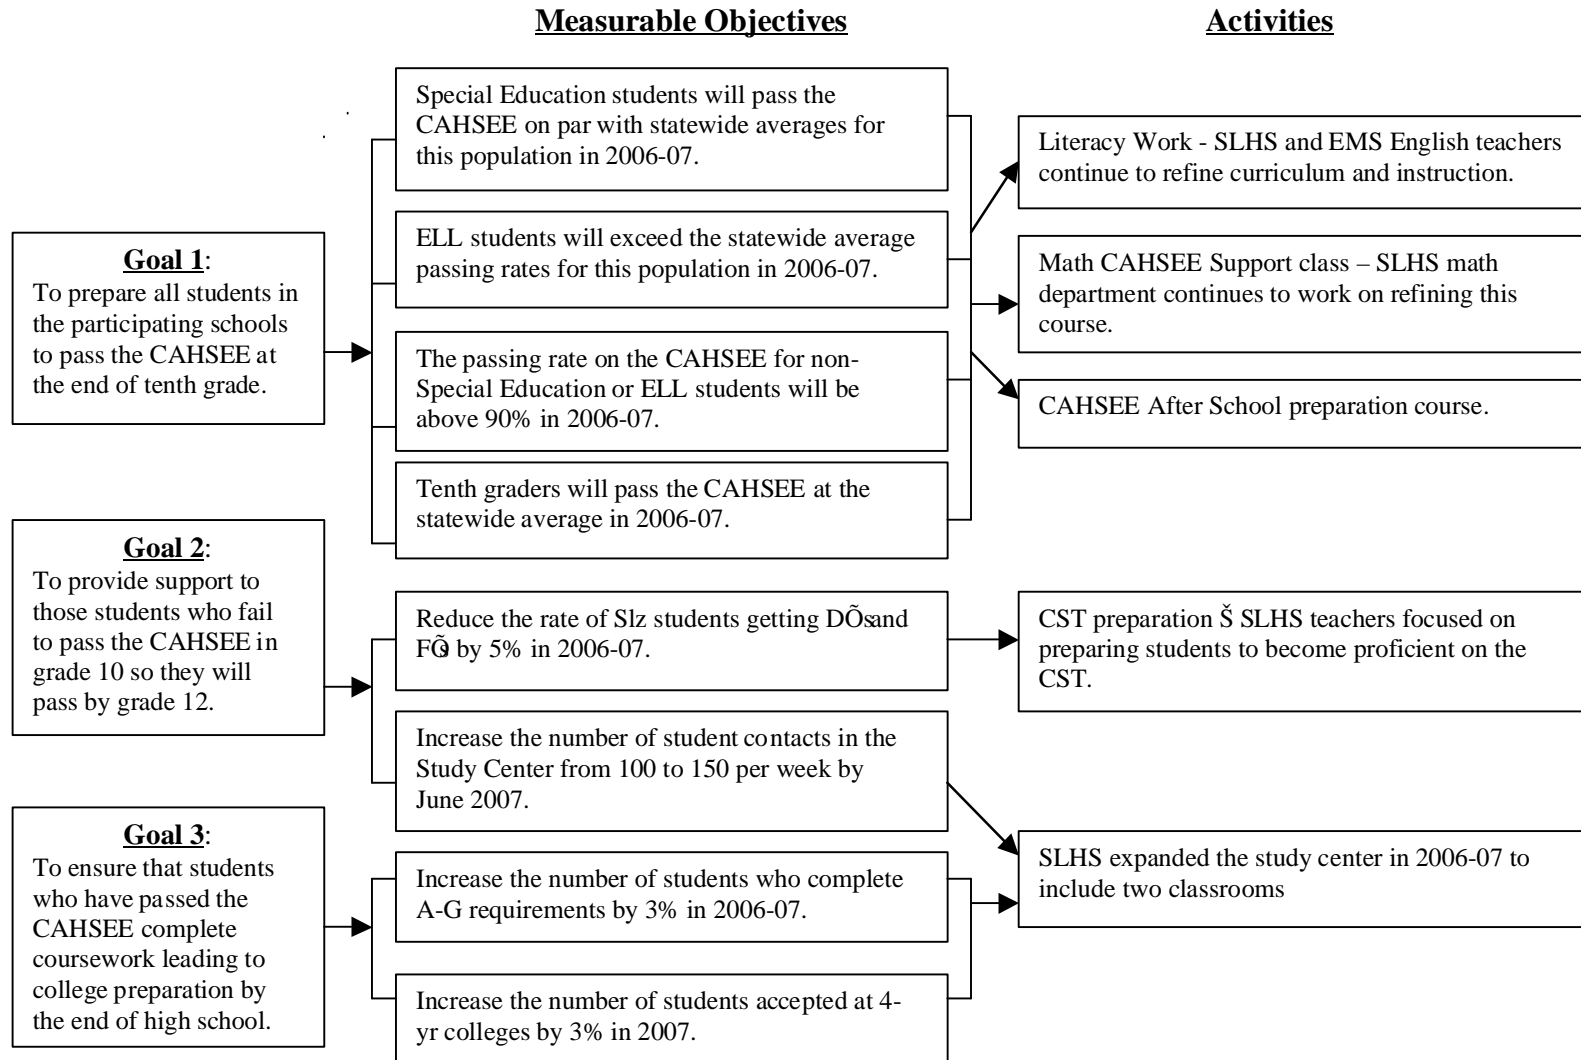 Measurable Objectives
Activities
Goal 1:
To prepare all students in
the participating schools
to pass the CAHSEE at
the end of tenth grade.
Special Education students will pass the
CAHSEE on par with statewide averages for
this population in 2006-07.
ELL students will exceed the statewide average
passing rates for this population in 2006-07.
The passing rate on the CAHSEE for non-
Special Education or ELL students will be
above 90% in 2006-07.
Tenth graders will pass the CAHSEE at the
statewide average in 2006-07.
Literacy Work - SLHS and EMS English teachers
continue to refine curriculum and instruction.
Math CAHSEE Support class – SLHS math
department continues to work on refining this
course.
CAHSEE After School preparation course.
Goal 2:
To provide support to
those students who fail
to pass the CAHSEE in
grade 10 so they will
pass by grade 12.
Reduce the rate of Slz students getting DÕs and
FÕs by 5% in 2006-07.
Increase the number of student contacts in the
Study Center from 100 to 150 per week by
June 2007.
CST preparation Š SLHS teachers focused on
preparing students to become proficient on the
CST.
Goal 3:
To ensure that students
who have passed the
CAHSEE complete
coursework leading to
college preparation by
the end of high school.
Increase the number of students who complete
A-G requirements by 3% in 2006-07.
Increase the number of students accepted at 4-
yr colleges by 3% in 2007.
SLHS expanded the study center in 2006-07 to
include two classrooms